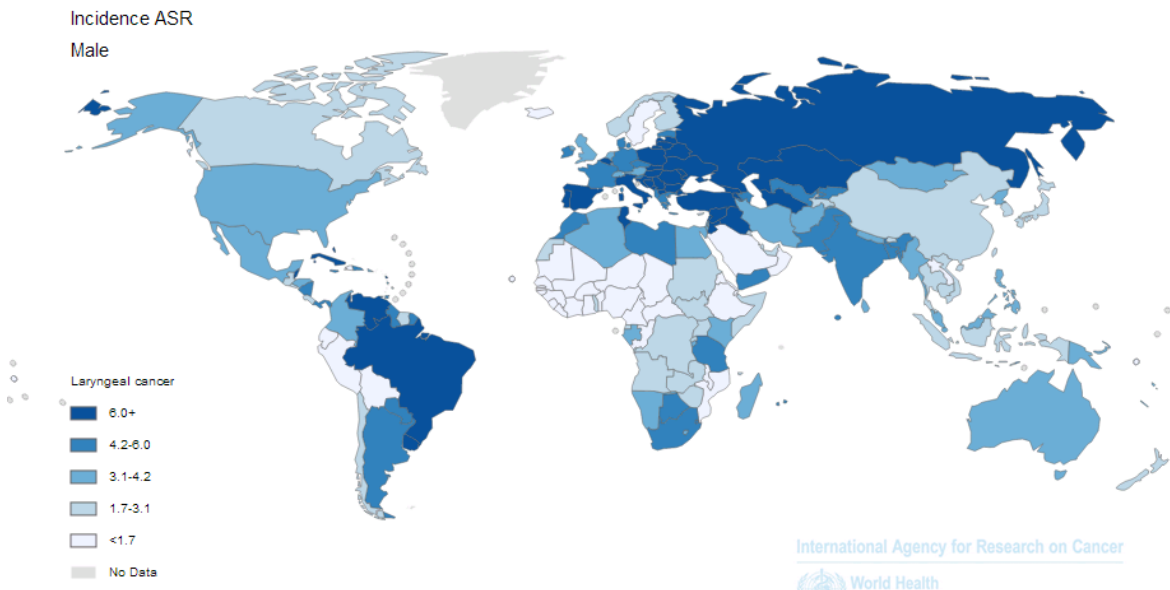 Incidence ASR
Male
Laryngeal cancer
6.0+
4.2-6.0
3.1-4.2
1.7-3.1
<1.7
No Data
International Agency for Research on Cancer
World Health